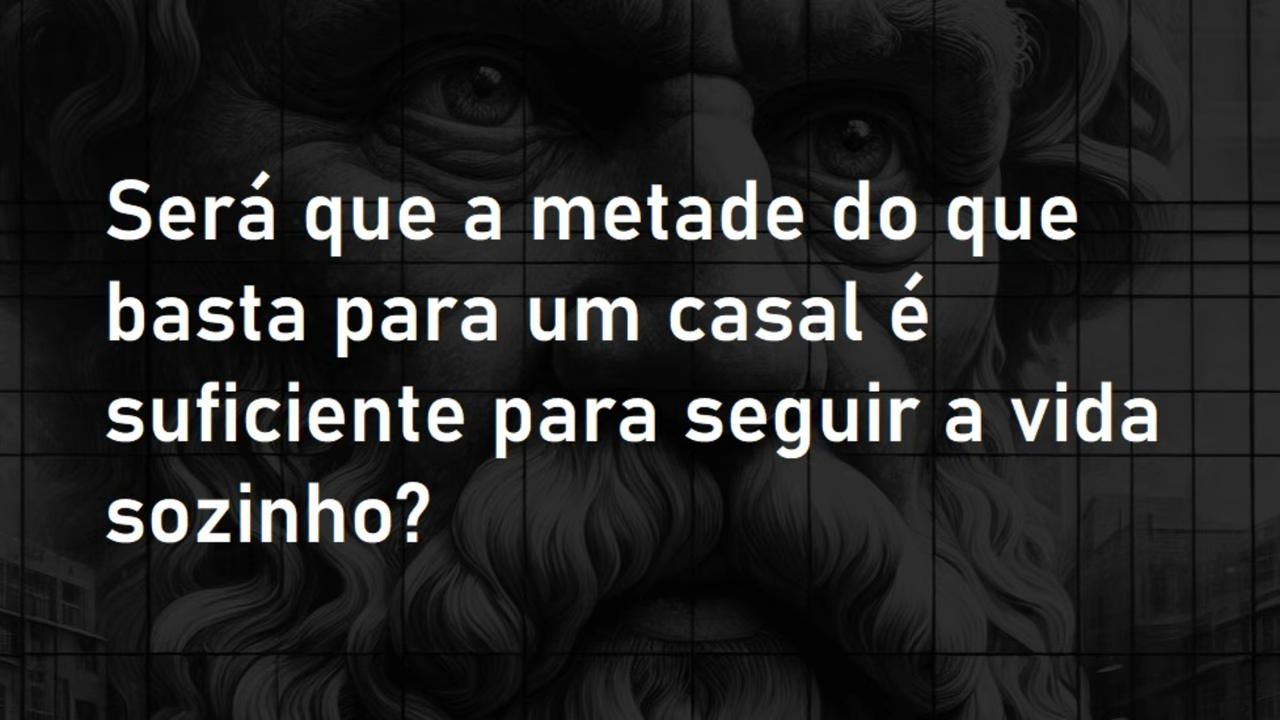 Será que a metade do que
basta para um casal é
suficiente para seguir a vida
sozinho?